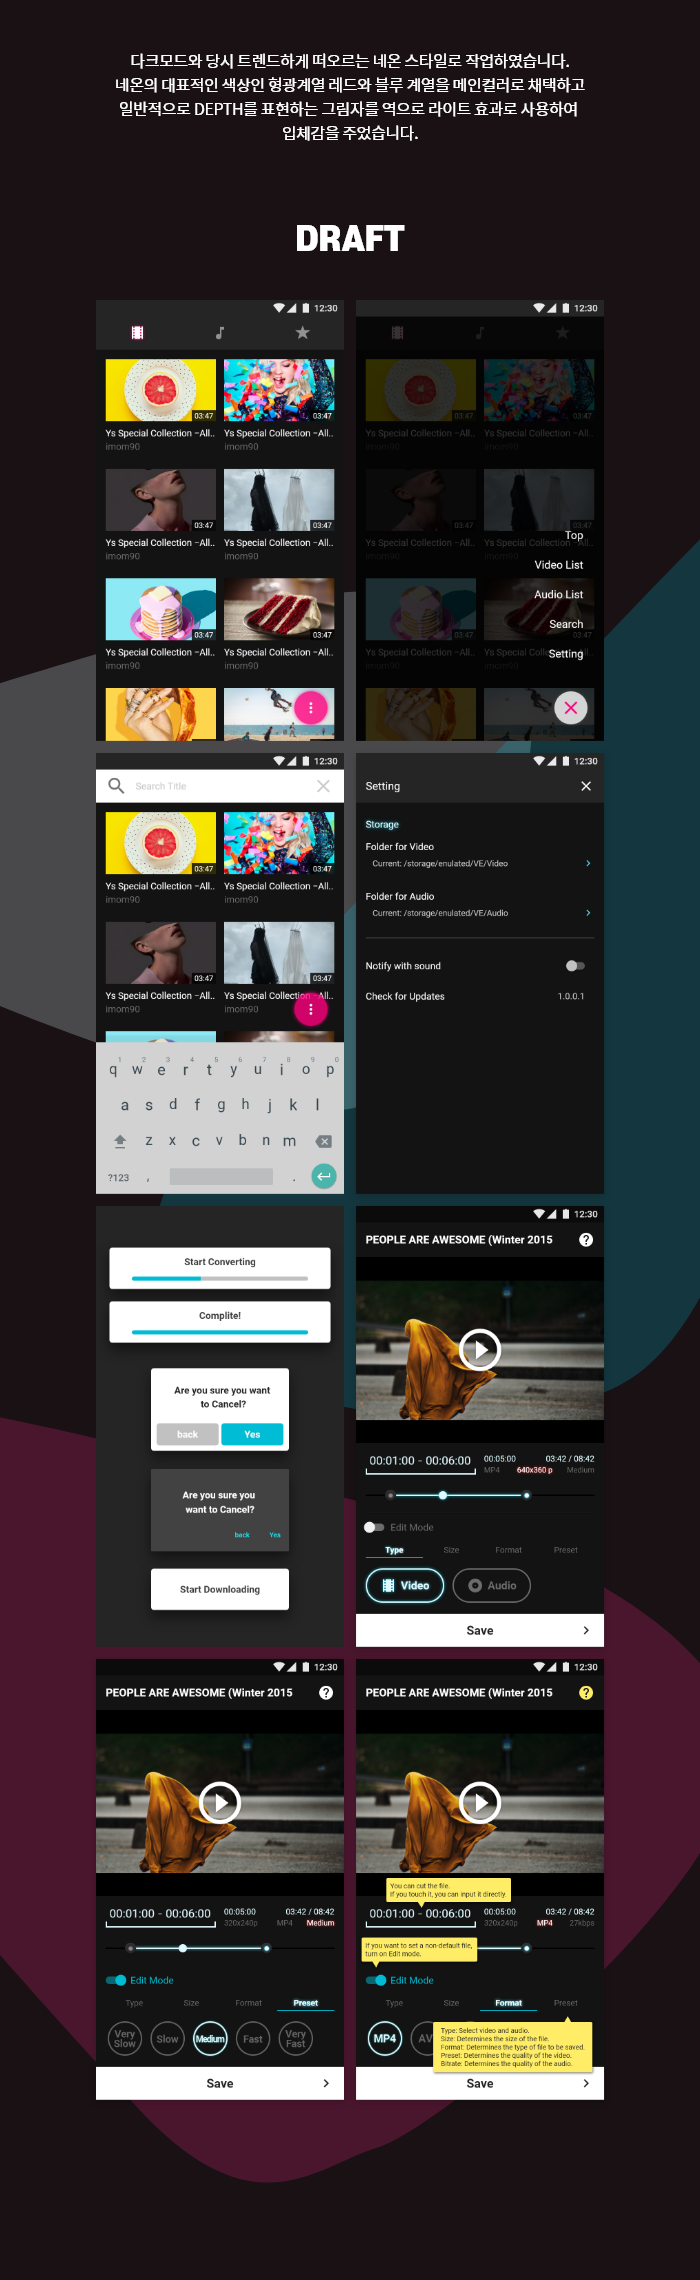 다크모드와 당시 트렌드하게 떠오르는 네온 스타일로 작업하였습니다.
네온의 대표적인 색상인 형광계열 레드와 블루 계열을 메인컬러로 채택하고
일반적으로 DEPTH를 표현하는 그림자를 역으로 라이트 효과로 사용하여
입체감을 주었습니다.
DRAFT
12:30
03:47 03:47
Ys Special Collection -All.. Ys Special Collection -All..
imom90 imom90
03:47 03:47
Ys Special Collection -All.. Ys Special Collection -All..
imom90 imom90
03:47 03:47
Ys Special Collection -All.. Ys Special Collection -All..
imom90 imom90
12:30
03:47 03:47
Ys Special Collection -All.. Ys Special Collection -All..
imom90 imom90
03:47 03:47
Ys Special Collection -All.. Ys Special Collection -All..
imom90 imom90
03:47 03:47
Ys Special Collection -All.. Ys Special Collection -All..
imom90 imom90
Top
Video List
Audio List
Search
Setting
12:30
Search Title
03:47 03:47
Ys Special Collection -All.. Ys Special Collection -All..
imom90 imom90
03:47 03:47
Ys Special Collection -All.. Ys Special Collection -All..
imom90 imom90
1 2 3 4 5 6 7 8 9 0
q w e r t y u i o p
a s d f g h j k l
z x c v b n m
?123 , .
12:30
Setting
Storage
Folder for Video
Current: /storage/enulated/VE/Video
Folder for Audio
Current: /storage/enulated/VE/Audio
Notify with sound
Check for Updates 1.0.0.1
Start Converting
Complite!
Are you sure you want
to Cancel?
back Yes
Are you sure you
want to Cancel?
back Yes
Start Downloading
12:30
PEOPLE ARE AWESOME (Winter 2015 ?
00:01:00 - 00:06:00 00:05:00 03:42 / 08:42
MP4 640x360 p Medium
Edit Mode
Type Size Format Preset
Video Audio
Save
12:30
PEOPLE ARE AWESOME (Winter 2015 ?
00:01:00 - 00:06:00 00:05:00 03:42 / 08:42
320x240p MP4 Medium
Edit Mode
Type Size Format Preset
Very Slow Slow Medium Fast Very Fast
Save
12:30
PEOPLE ARE AWESOME (Winter 2015 ?
You can cut the file.
If you touch it, you can input it directly.
00:01:00 - 00:06:00 00:05:00 03:42 / 08:42
320x240p MP4 27kbps
If you want to set a non-default file,
turn on Edit mode.
Edit Mode
Type Size Format Preset
MP4 AV
Type: Select video and audio.
Size: Determines the size of the file.
Format: Determines the type of file to be saved.
Preset: Determines the quality of the video.
Bitrate: Determines the quality of the audio.
Save